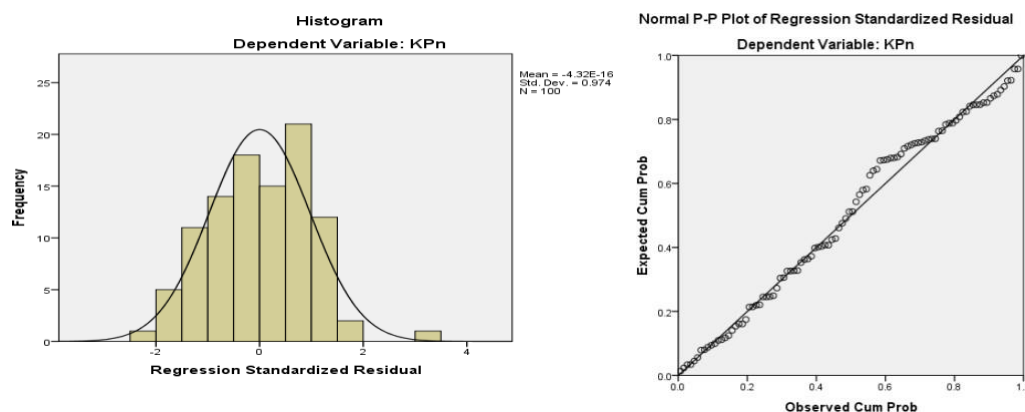 Histogram
Dependent Variable: KPn
Mean = -4.32E-16
Std. Dev. = 0.974
N = 100
25
20
15
10
5
0
-2
0
2
4
Frequency
Regression Standardized Residual
Normal P-P Plot of Regression Standardized Residual
Dependent Variable: KPn
1.0
0.8
0.6
0.4
0.2
0.0
0.0
0.2
0.4
0.6
0.8
1.
Expected Cum Prob
Observed Cum Prob